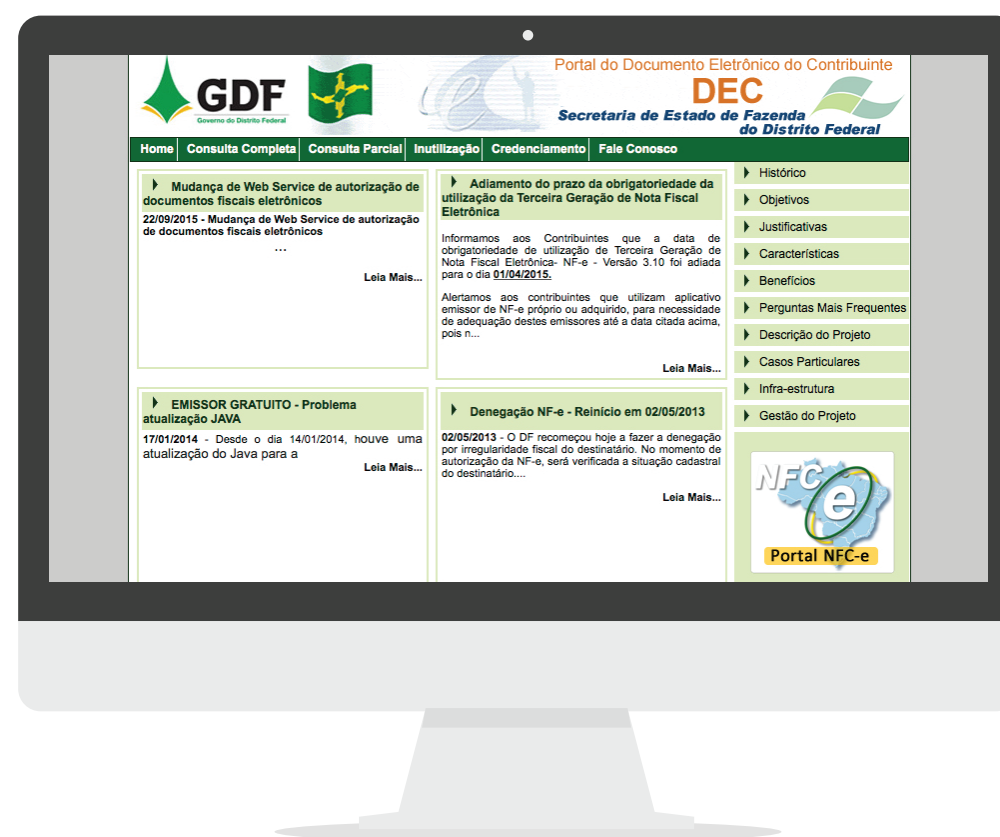 GDF
Governo do Distrito Federal
Portal do Documento Eletrônico do Contribuinte
DEC
Secretaria de Estado de Fazenda
do Distrito Federal
Home Consulta Completa Consulta Parcial Inutilização Credenciamento Fale Conosco
Mudança de Web Service de autorização de
documentos fiscais eletrônicos
22/09/2015 - Mudança de Web Service de autorização
de documentos fiscais eletrônicos
...
Leia Mais...
Adiamento do prazo da obrigatoriedade da
utilização da Terceira Geração de Nota Fiscal
Eletrônica
Informamos aos Contribuintes que a data de
obrigatoriedade de utilização de Terceira Geração de
Nota Fiscal Eletrônica- NF-e - Versão 3.10 foi adiada
para o dia 01/04/2015.
Alertamos aos contribuintes que utilizam aplicativo
emissor de NF-e próprio ou adquirido, para necessidade
de adequação destes emissores até a data citada acima,
pois n...
Leia Mais...
EMISSOR GRATUITO - Problema
atualização JAVA
17/01/2014 - Desde o dia 14/01/2014, houve uma
atualização do Java para a
Leia Mais...
Denegação NF-e - Reinício em 02/05/2013
02/05/2013 - O DF recomeçou hoje a fazer a denegação
por irregularidade fiscal do destinatário. No momento de
autorização da NF-e, será verificada a situação cadastral
do destinatário....
Leia Mais...
Histórico
Objetivos
Justificativas
Características
Benefícios
Perguntas Mais Frequentes
Descrição do Projeto
Casos Particulares
Infra-estrutura
Gestão do Projeto
NFC
e
Portal NFC-e